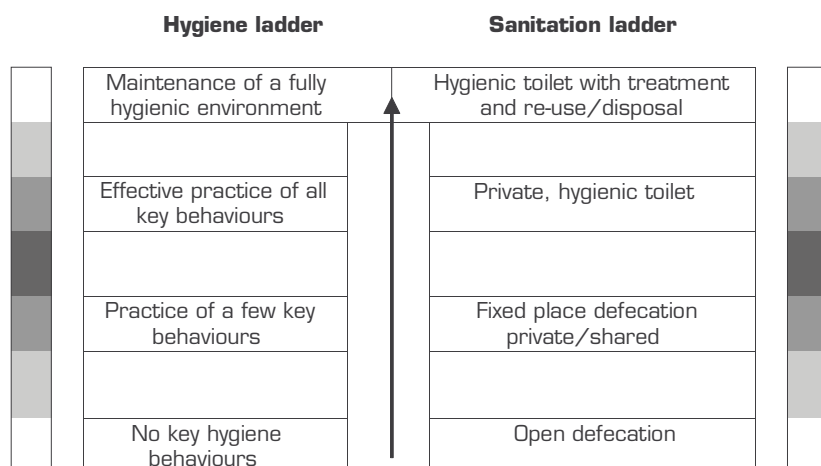 Hygiene ladder
Sanitation ladder
Maintenance of a fully
hygienic environment
Hygienic toilet with treatment
and re-use/disposal
Effective practice of all
key behaviours
Private, hygienic toilet
Practice of a few key
behaviours
Fixed place defecation
private/shared
No key hygiene
behaviours
Open defecation